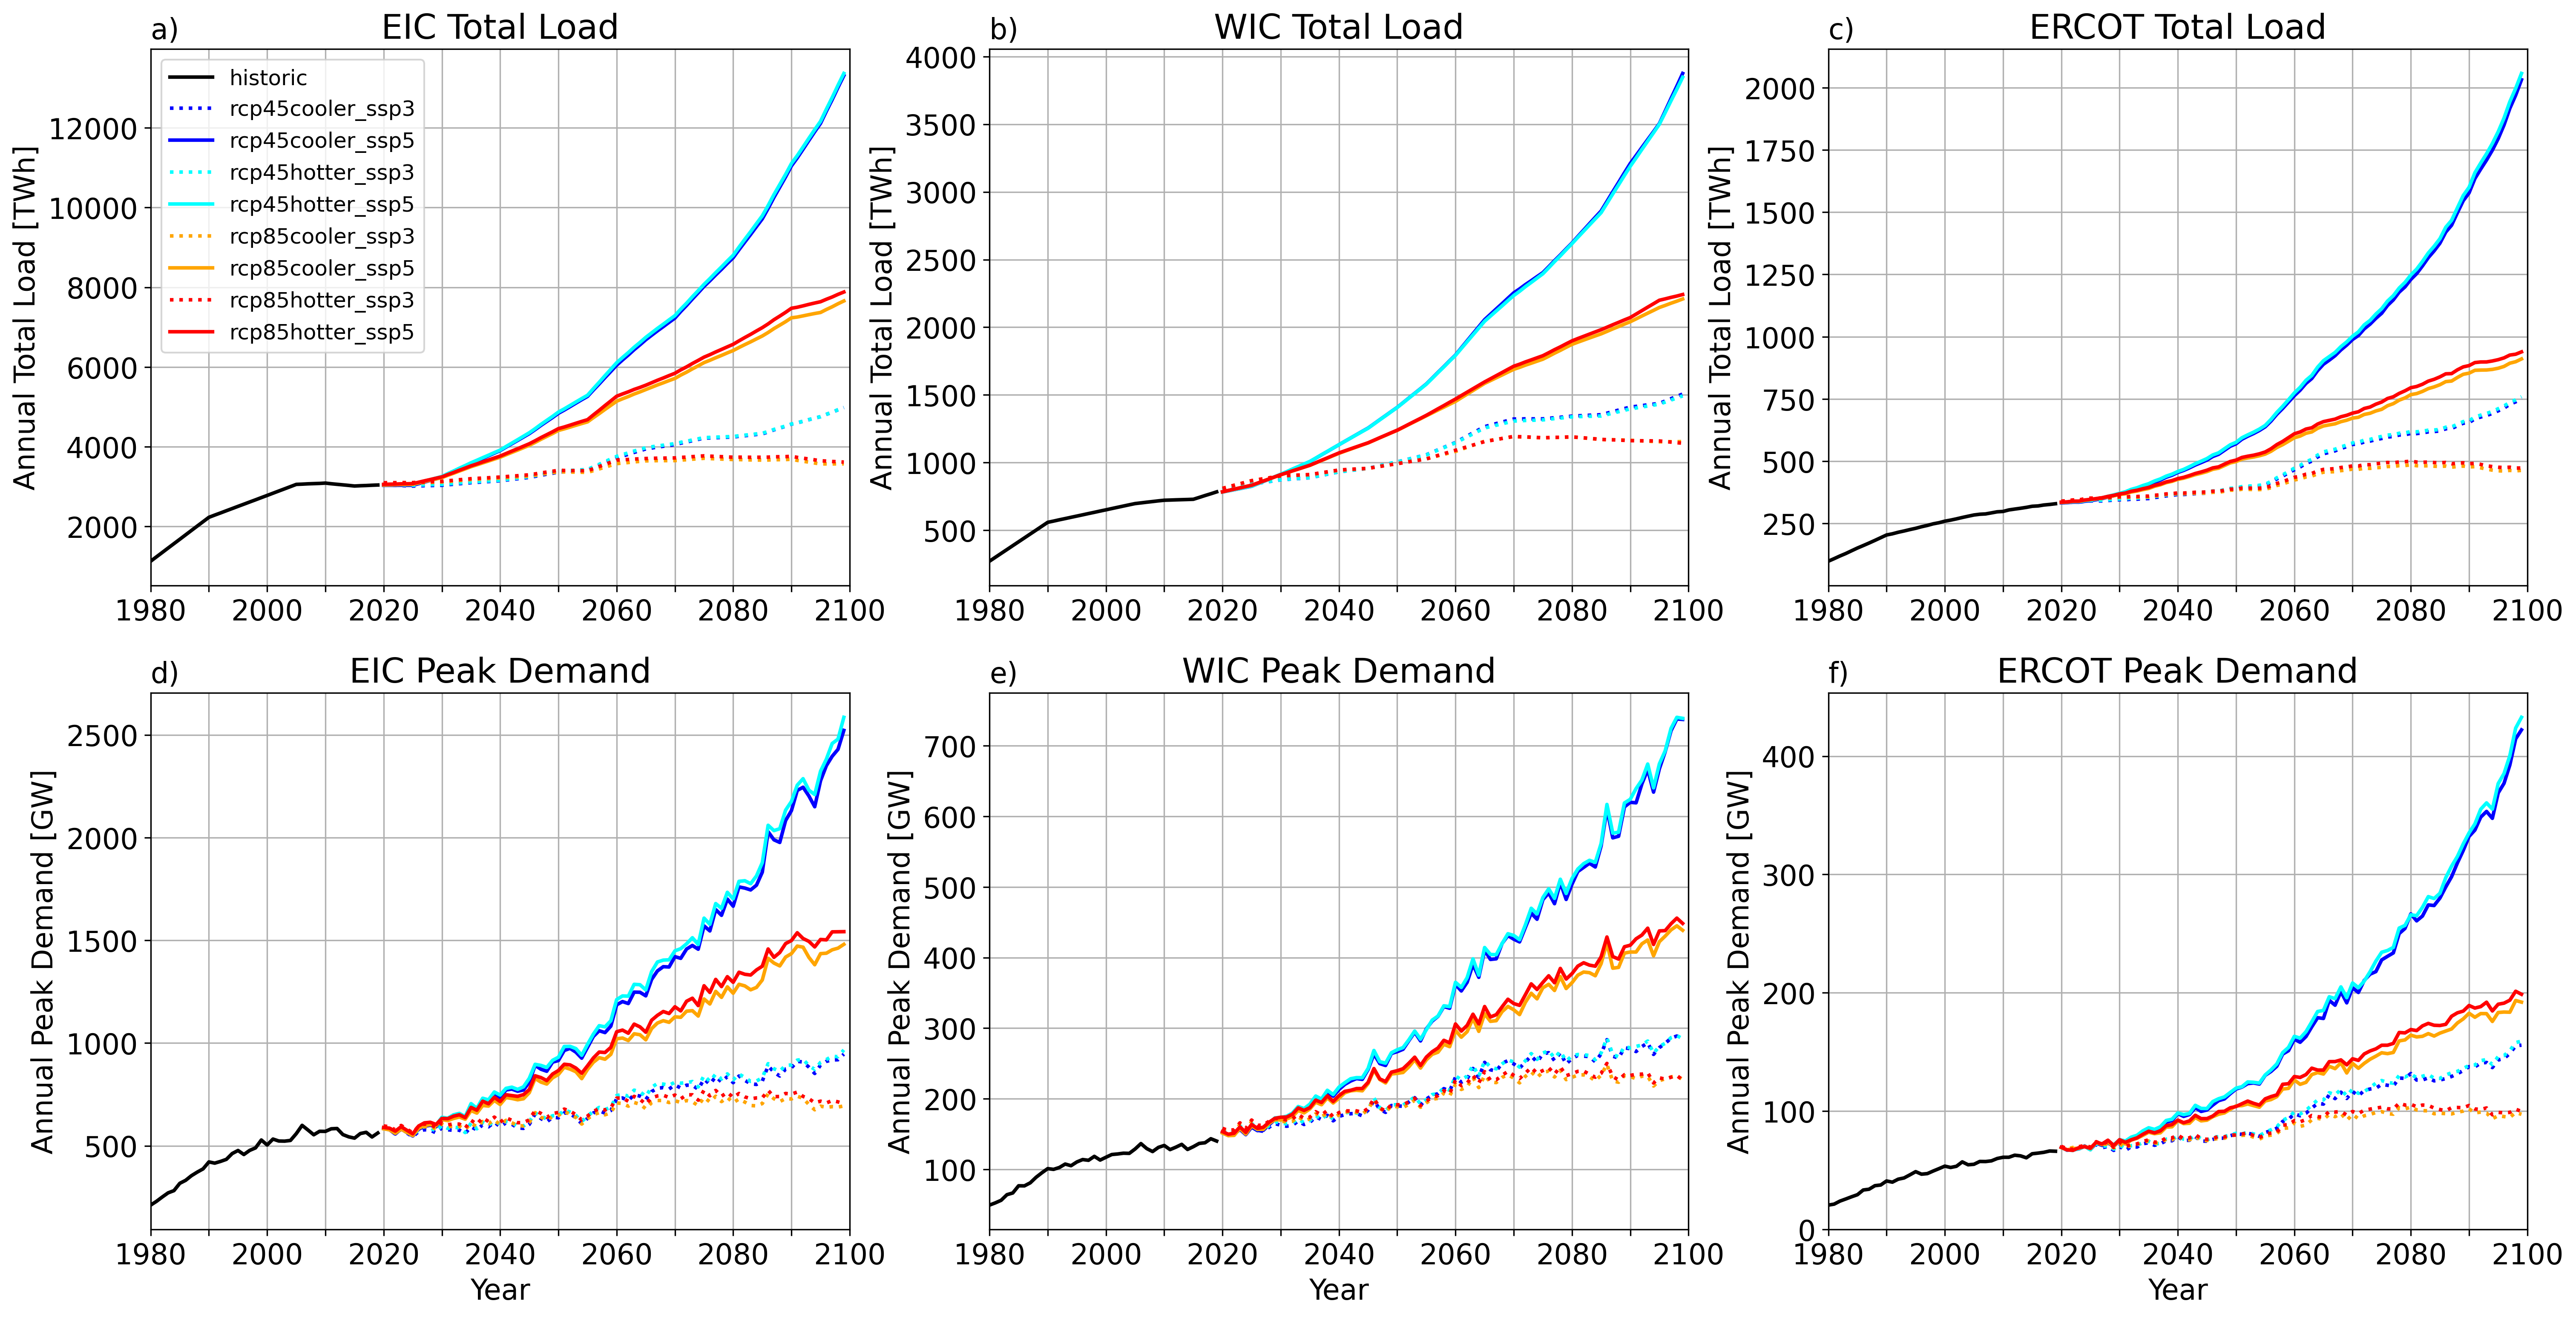 a) EIC Total Load
b) WIC Total Load
c) ERCOT Total Load
Annual Total Load [TWh]
12000
10000
8000
6000
4000
2000
historic
rcp45cooler_ssp3
rcp45cooler_ssp5
rcp45hotter_ssp3
rcp45hotter_ssp5
rcp85cooler_ssp3
rcp85cooler_ssp5
rcp85hotter_ssp3
rcp85hotter_ssp5
1980 2000 2020 2040 2060 2080 2100
Annual Total Load [TWh]
4000
3500
3000
2500
2000
1500
1000
500
1980 2000 2020 2040 2060 2080 2100
Annual Total Load [TWh]
2000
1750
1500
1250
1000
750
500
250
1980 2000 2020 2040 2060 2080 2100
d) EIC Peak Demand
Annual Peak Demand [GW]
2500
2000
1500
1000
500
1980 2000 2020 2040 2060 2080 2100
Year
e) WIC Peak Demand
Annual Peak Demand [GW]
700
600
500
400
300
200
100
1980 2000 2020 2040 2060 2080 2100
Year
f) ERCOT Peak Demand
Annual Peak Demand [GW]
400
300
200
100
0
1980 2000 2020 2040 2060 2080 2100
Year